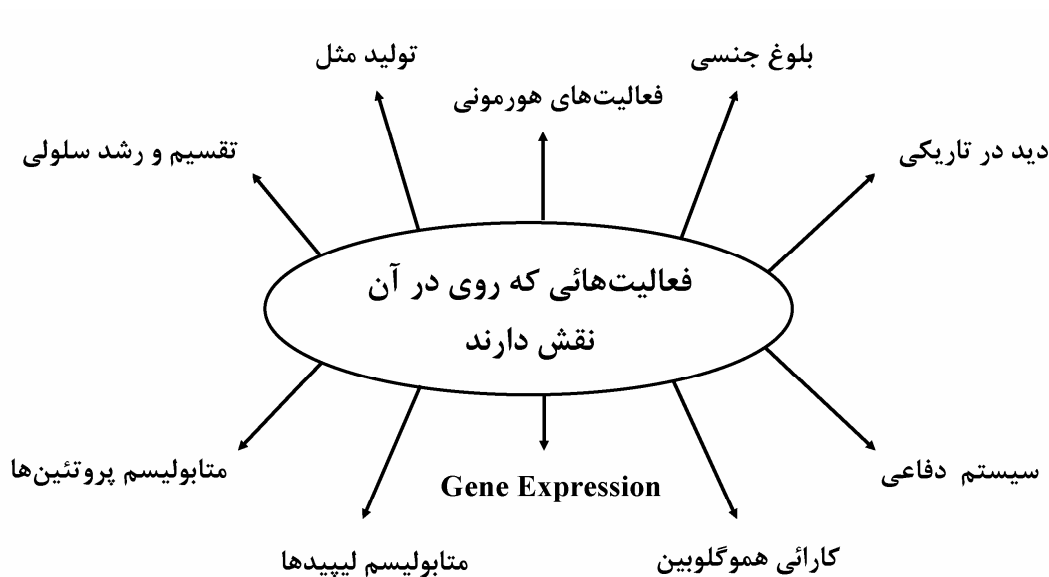 بلوغ جنسی
تولید مثل
فعالیت‌های هورمونی
دید در تاریکی
تقسیم و رشد سلولی
فعالیت‌هائی که روی در آن
نقش دارند
سیستم دفاعی
متابولیسم پروتئین‌ها
Gene Expression
کارائی هموگلوبین
متابولیسم لیپیدها